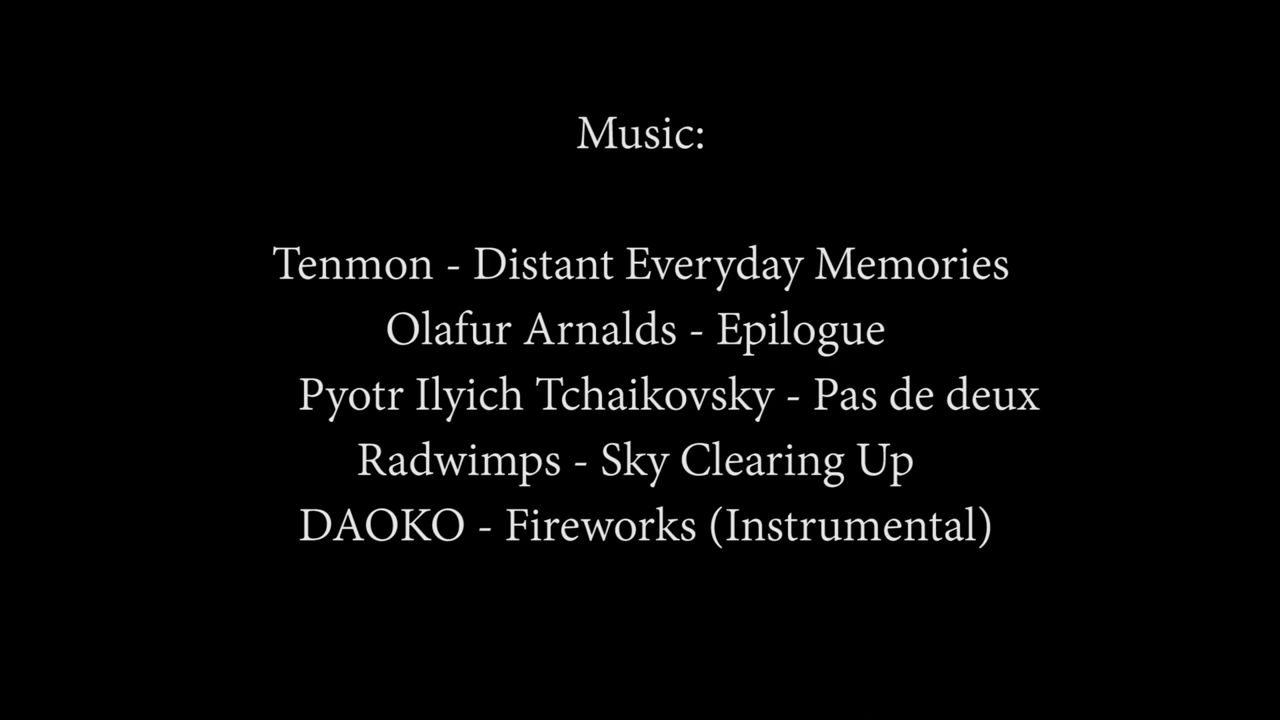 Music:
Tenmon - Distant Everyday Memories
Olafur Arnalds - Epilogue
Pyotr Ilyich Tchaikovsky - Pas de deux
Radwimps - Sky Clearing Up
DAOKO - Fireworks (Instrumental)